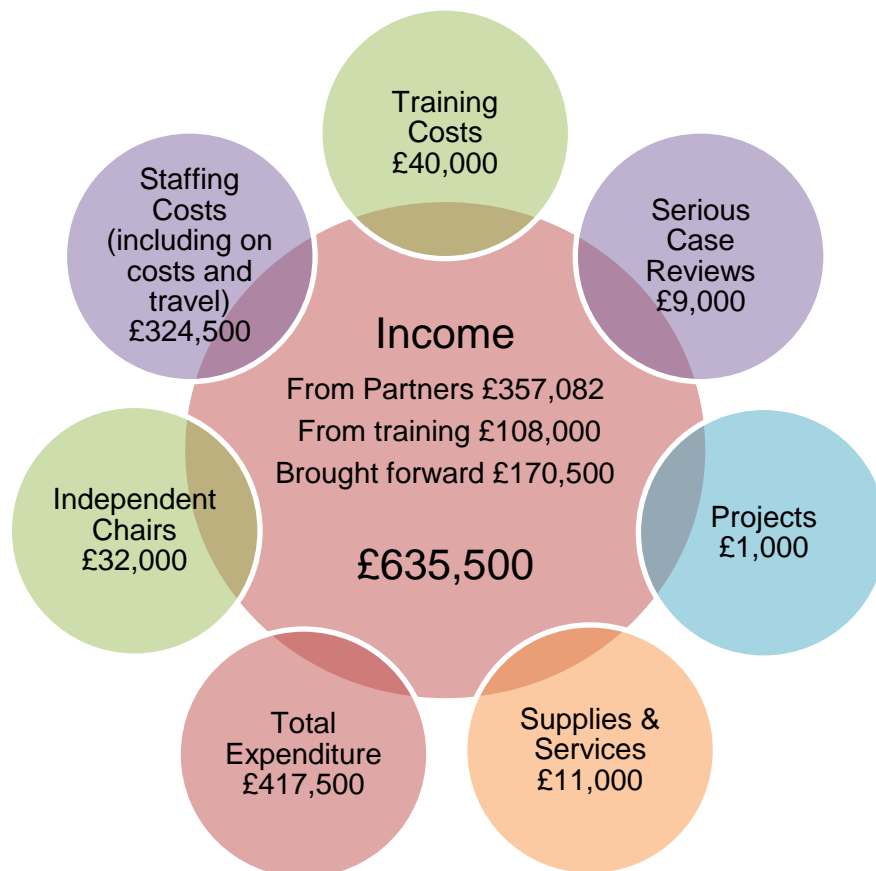 Training
Costs
£40,000
Serious
Case
Reviews
£9,000
Projects
£1,000
Supplies &
Services
£11,000
Total
Expenditure
£417,500
Independent
Chairs
£32,000
Staffing
Costs
(including on
costs and
travel)
£324,500
Income
From Partners £357,082
From training £108,000
Brought forward £170,500
£635,500